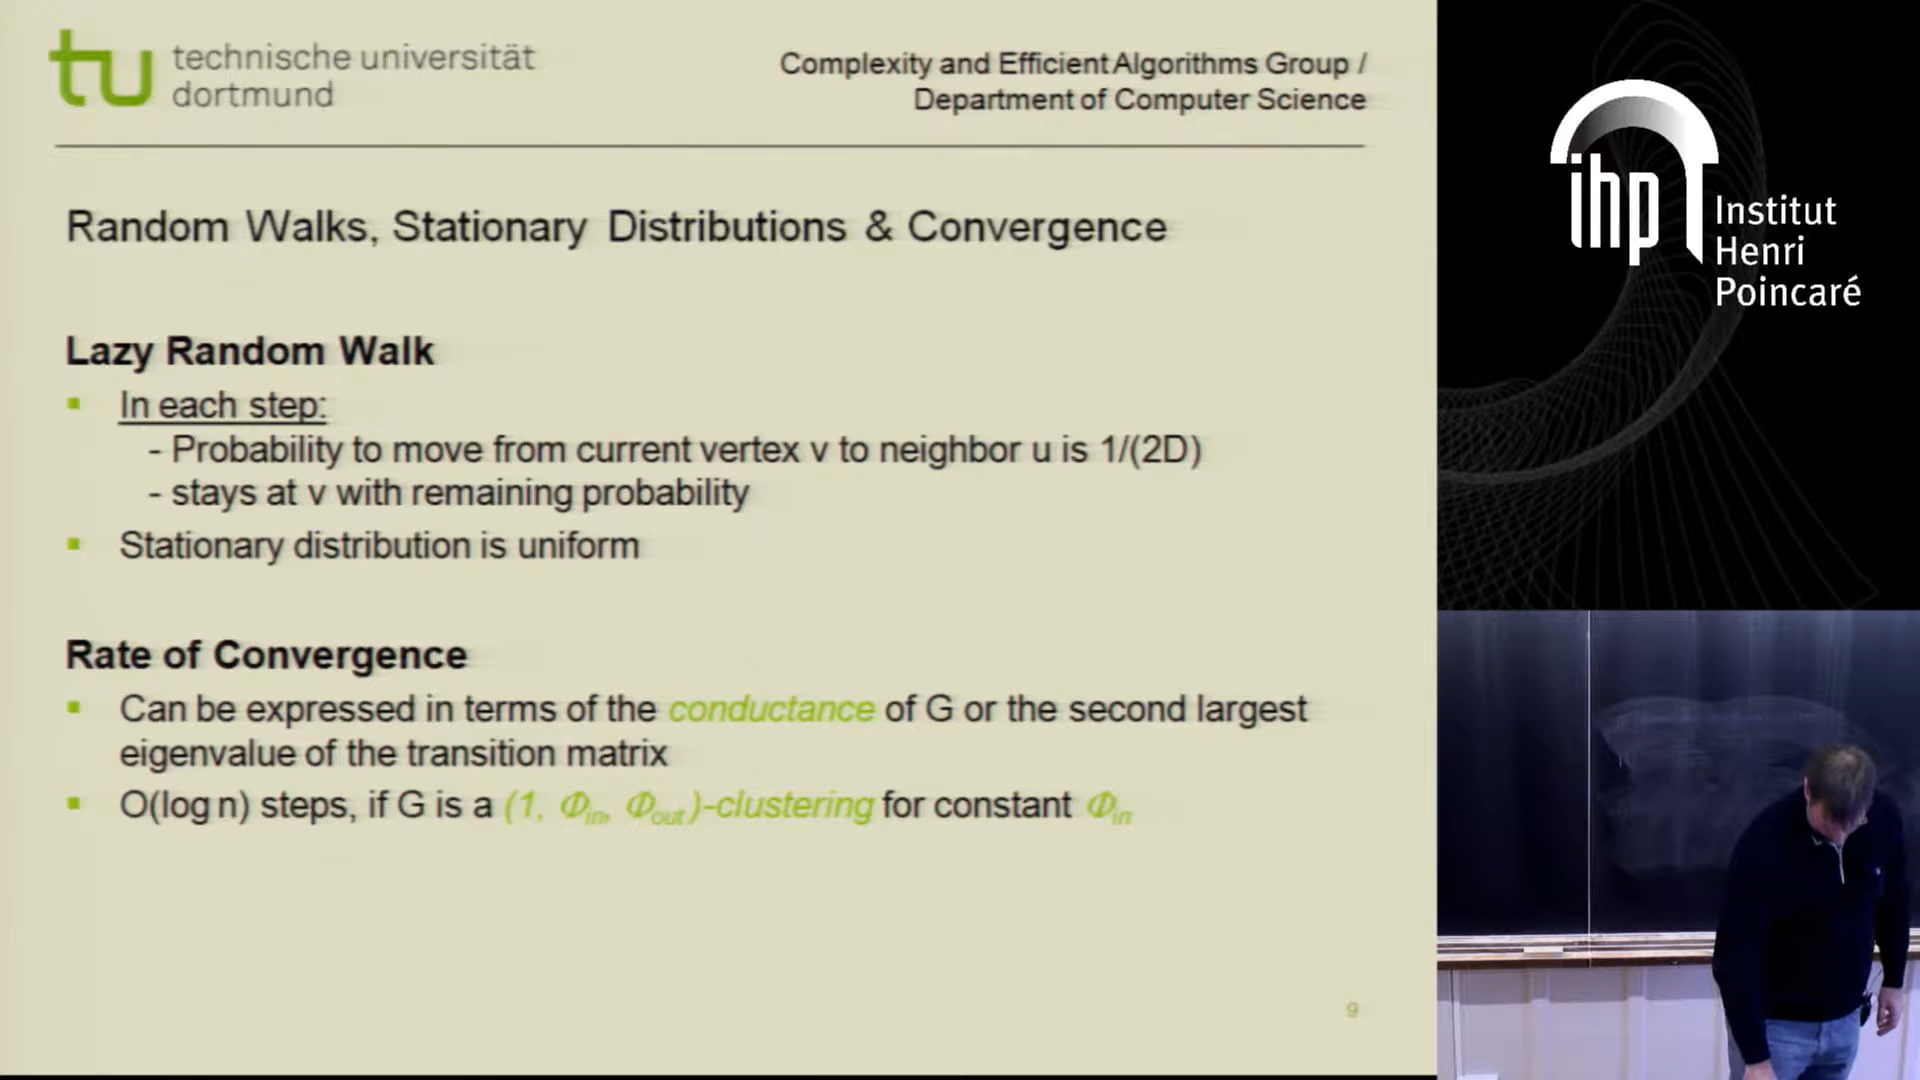 technische universität
dortmund
Complexity and Efficient Algorithms Group /
Department of Computer Science
Random Walks, Stationary Distributions & Convergence
Lazy Random Walk
▪ In each step:
- Probability to move from current vertex v to neighbor u is 1/(2D)
- stays at v with remaining probability
▪ Stationary distribution is uniform
Rate of Convergence
▪ Can be expressed in terms of the conductance of G or the second largest
eigenvalue of the transition matrix
▪ O(log n) steps, if G is a (1, Φin, Φout)-clustering for constant Φin
9
ihp
Institut
Henri
Poincaré